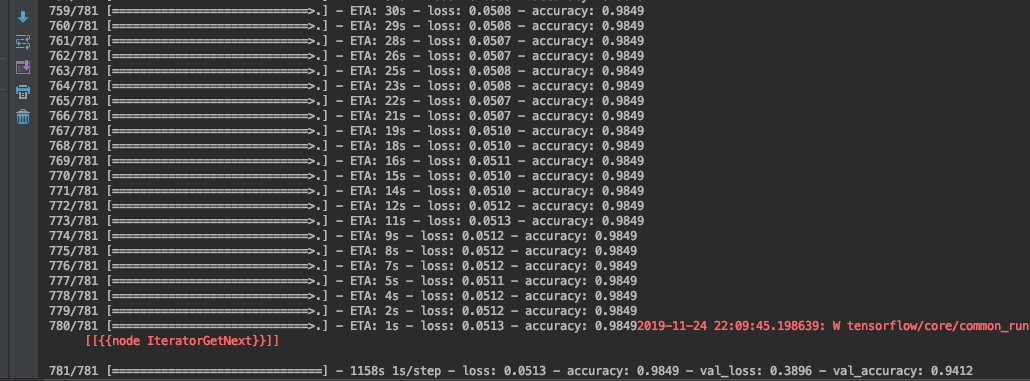 759/781 [==============================>.] - ETA: 30s - loss: 0.0508 - accuracy: 0.9849
760/781 [==============================>.] - ETA: 29s - loss: 0.0508 - accuracy: 0.9849
761/781 [==============================>.] - ETA: 28s - loss: 0.0507 - accuracy: 0.9849
762/781 [==============================>.] - ETA: 26s - loss: 0.0507 - accuracy: 0.9849
763/781 [==============================>.] - ETA: 25s - loss: 0.0508 - accuracy: 0.9849
764/781 [==============================>.] - ETA: 23s - loss: 0.0508 - accuracy: 0.9849
765/781 [==============================>.] - ETA: 22s - loss: 0.0507 - accuracy: 0.9849
766/781 [==============================>.] - ETA: 21s - loss: 0.0507 - accuracy: 0.9849
767/781 [==============================>.] - ETA: 19s - loss: 0.0510 - accuracy: 0.9849
768/781 [==============================>.] - ETA: 18s - loss: 0.0510 - accuracy: 0.9849
769/781 [==============================>.] - ETA: 16s - loss: 0.0511 - accuracy: 0.9849
770/781 [==============================>.] - ETA: 15s - loss: 0.0510 - accuracy: 0.9849
771/781 [==============================>.] - ETA: 14s - loss: 0.0510 - accuracy: 0.9849
772/781 [==============================>.] - ETA: 12s - loss: 0.0512 - accuracy: 0.9849
773/781 [==============================>.] - ETA: 11s - loss: 0.0513 - accuracy: 0.9849
774/781 [==============================>.] - ETA: 9s - loss: 0.0512 - accuracy: 0.9849
775/781 [==============================>.] - ETA: 8s - loss: 0.0512 - accuracy: 0.9849
776/781 [==============================>.] - ETA: 7s - loss: 0.0512 - accuracy: 0.9849
777/781 [==============================>.] - ETA: 5s - loss: 0.0511 - accuracy: 0.9849
778/781 [==============================>.] - ETA: 4s - loss: 0.0512 - accuracy: 0.9849
779/781 [==============================>.] - ETA: 2s - loss: 0.0512 - accuracy: 0.9849
780/781 [==============================>.] - ETA: 1s - loss: 0.0513 - accuracy: 0.98492019-11-24 22:09:45.198639: W tensorflow/core/common_run
[[{{node IteratorGetNext}}]]
781/781 [==============================] - 1158s 1s/step - loss: 0.0513 - accuracy: 0.9849 - val_loss: 0.3896 - val_accuracy: 0.9412